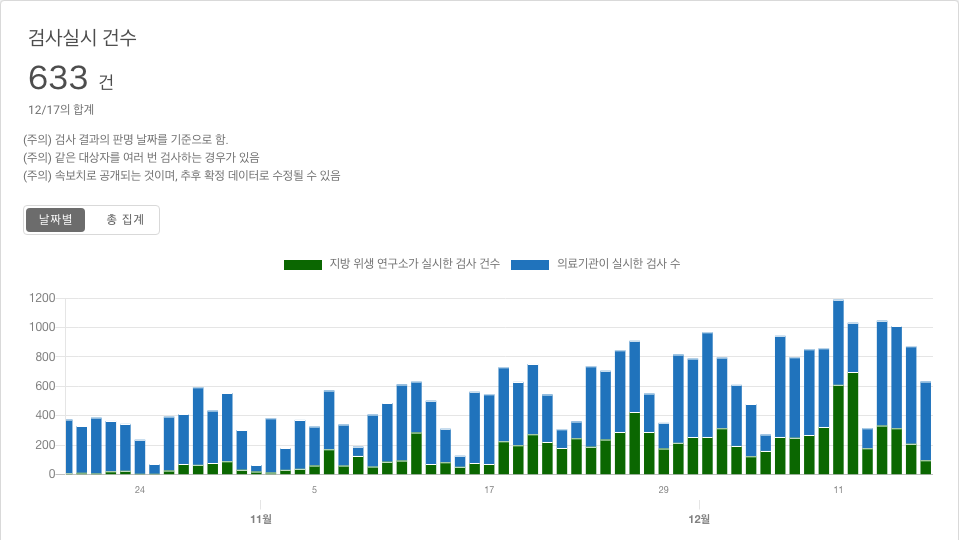 검사실시 건수
633 건
12/17의 합계
(주의) 검사 결과의 판명 날짜를 기준으로 함.
(주의) 같은 대상자를 여러 번 검사하는 경우가 있음
(주의) 속보치로 공개되는 것이며, 추후 확정 데이터로 수정될 수 있음
날짜별 총 집계
지방 위생 연구소가 실시한 검사 건수 의료기관이 실시한 검사 수
1200
1000
800
600
400
200
0
24 5 17 29 11
11월 12월